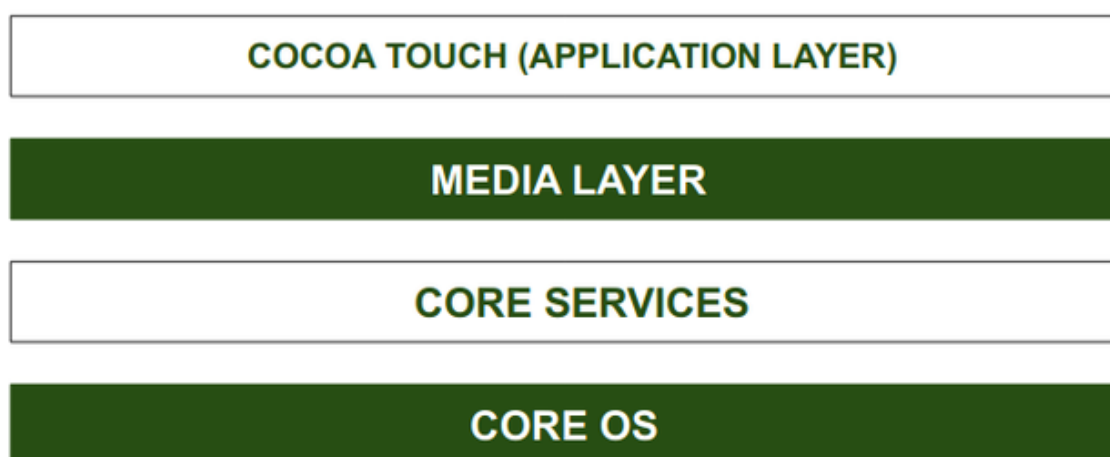 COCOA TOUCH (APPLICATION LAYER)
MEDIA LAYER
CORE SERVICES
CORE OS